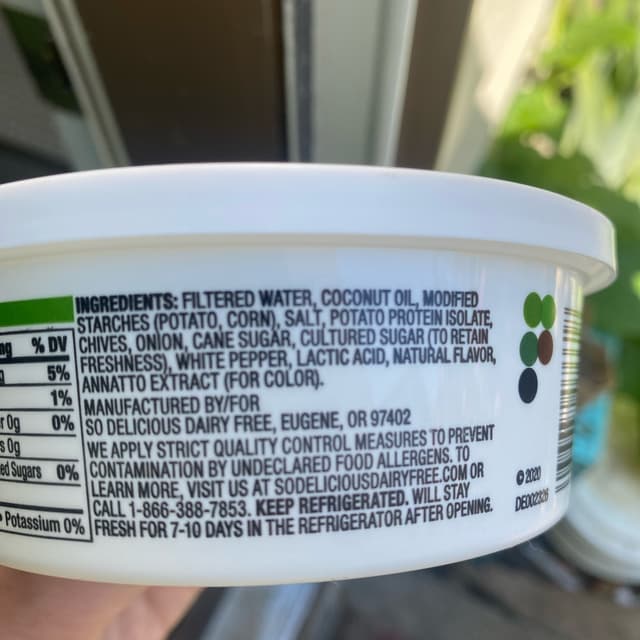 INGREDIENTS: FILTERED WATER, COCONUT OIL, MODIFIED
STARCHES (POTATO, CORN), SALT, POTATO PROTEIN ISOLATE,
CHIVES, ONION, CANE SUGAR, CULTURED SUGAR (TO RETAIN
FRESHNESS), WHITE PEPPER, LACTIC ACID, NATURAL FLAVOR,
ANNATTO EXTRACT (FOR COLOR).
MANUFACTURED BY/FOR
SO DELICIOUS DAIRY FREE, EUGENE, OR 97402
WE APPLY STRICT QUALITY CONTROL MEASURES TO PREVENT
CONTAMINATION BY UNDECLARED FOOD ALLERGENS. TO
LEARN MORE, VISIT US AT SODELICIOUSDAIRYFREE.COM OR
CALL 1-866-388-7853. KEEP REFRIGERATED. WILL STAY
FRESH FOR 7-10 DAYS IN THE REFRIGERATOR AFTER OPENING.
% DV
5%
1%
0%
0g
Sugars 0%
Potassium 0%
© 2020